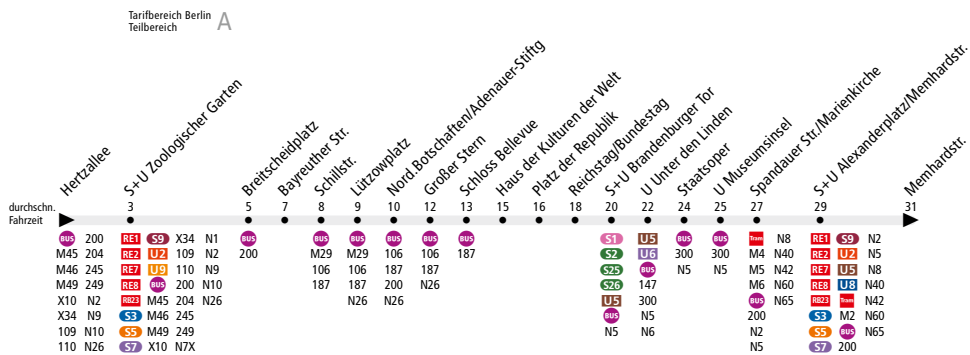 Tarifbereich Berlin
Teilbereich A
Hertzallee
S+U Zoologischer Garten
Breitscheidplatz
Bayreuther Str.
Schillstr.
Lützowplatz
Nord.Botschaften/Adenauer-Stiftg
Großer Stern
Schloss Bellevue
Haus der Kulturen der Welt
Platz der Republik
Reichstag/Bundestag
S+U Brandenburger Tor
U Unter den Linden
Staatsoper
U Museumsinsel
Spandauer Str./Marienkirche
S+U Alexanderplatz/Memhardstr.
Memhardstr.
durchschn. 3 5 7 8 9 10 12 13 15 16 18 20 22 24 25 27 29 31
Fahrzeit
BUS 200 RE1 S9 X34 N1 BUS BUS BUS BUS BUS BUS S1 U5 BUS BUS Tram N8 RE1 S9 N2
M45 204 RE2 U2 109 N2 200 M29 M29 106 106 187 S2 U6 300 300 M4 N40 RE2 U2 N5
M46 245 RE7 U9 110 N9 106 106 187 187 S25 BUS N5 N5 M5 N42 RE7 U5 N8
M49 249 RE8 BUS 200 N10 187 187 200 N26 S26 147 M6 N60 RE8 U8 N40
X10 N2 RB23 M45 204 N26 N26 N26 U5 300 BUS N65 RB23 Tram N42
X34 N9 S3 M46 245 BUS N5 200 S3 M2 N60
109 N10 S5 M49 249 N5 N6 N2 S5 BUS N65
110 N26 S7 X10 N7X N5 S7 200